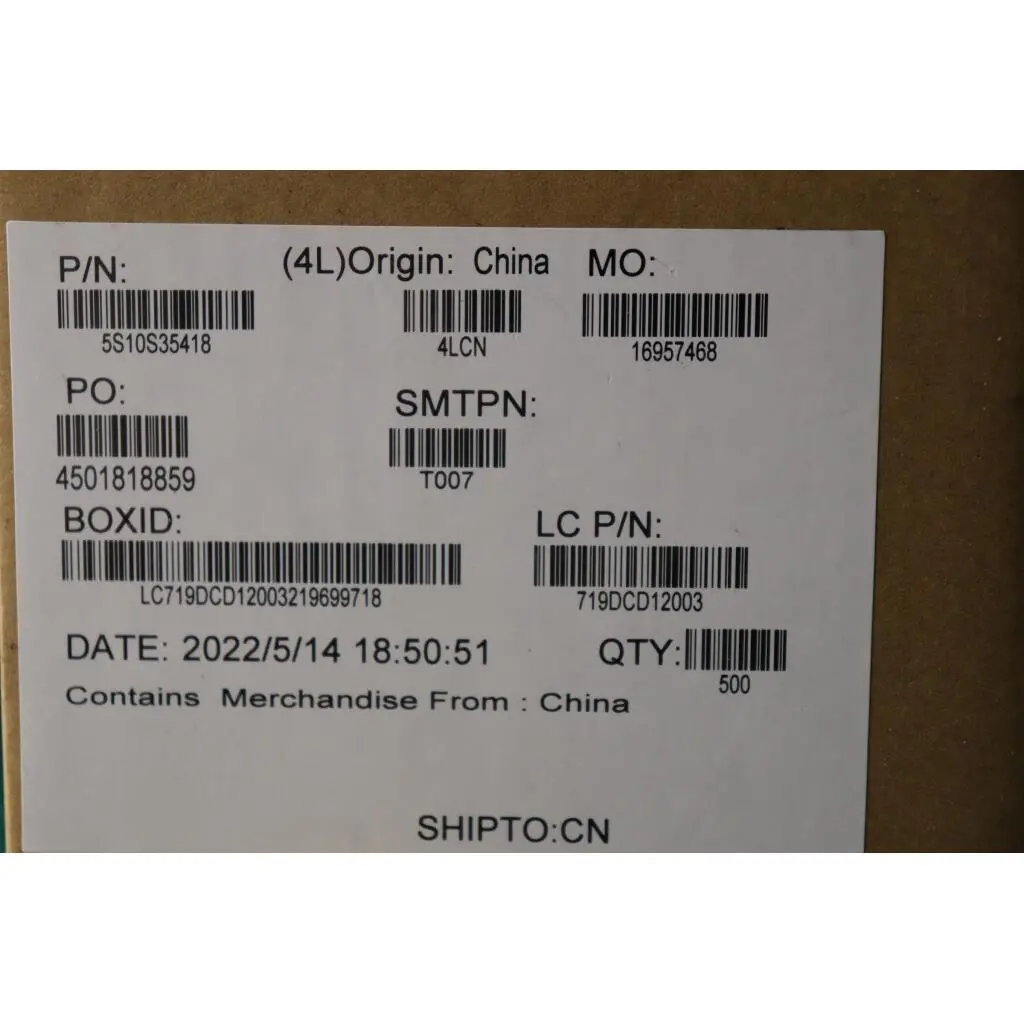 P/N: (4L)Origin: China MO:
5S10S35418 4LCN 16957468
PO: SMTPN:
4501818859 T007
BOXID: LC P/N:
LC719DCD12003219699718 719DCD12003
DATE: 2022/5/14 18:50:51 QTY:
500
Contains Merchandise From : China
SHIPTO:CN